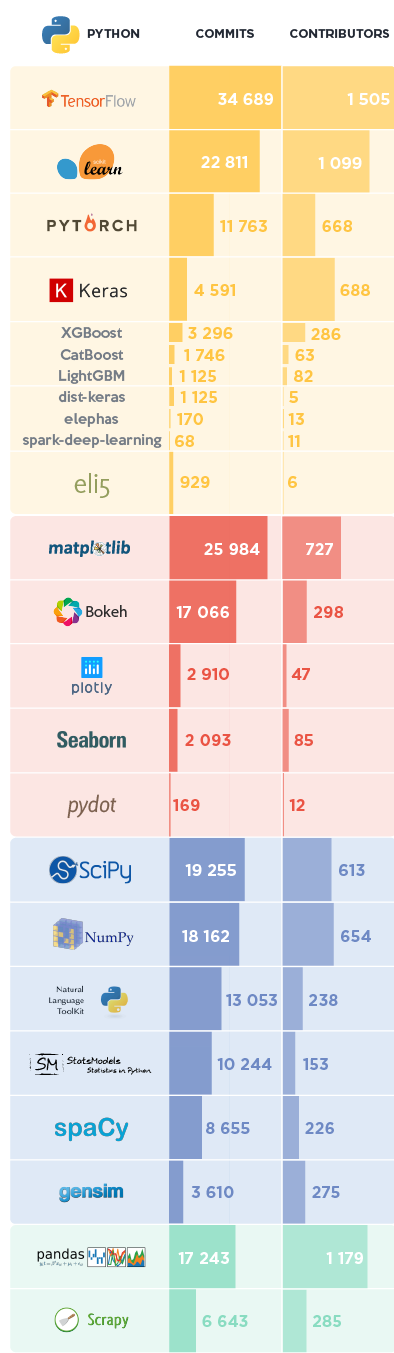 PYTHON COMMITS CONTRIBUTORS
TensorFlow 34 689 1 505
scikit learn 22 811 1 099
PYTORCH 11 763 668
K Keras 4 591 688
XGBoost 3 296 286
CatBoost 1 746 63
LightGBM 1 125 82
dist-keras 1 125 5
elephas 170 13
spark-deep-learning 68 11
eli5 929 6
matplotlib 25 984 727
Bokeh 17 066 298
plotly 2 910 47
Seaborn 2 093 85
pydot 169 12
SciPy 19 255 613
NumPy 18 162 654
Natural
Language
ToolKit
13 053 238
SM StatsModels
Statistics in Python
10 244 153
spaCy 8 655 226
gensim 3 610 275
pandas 17 243 1 179
Scrapy 6 643 285